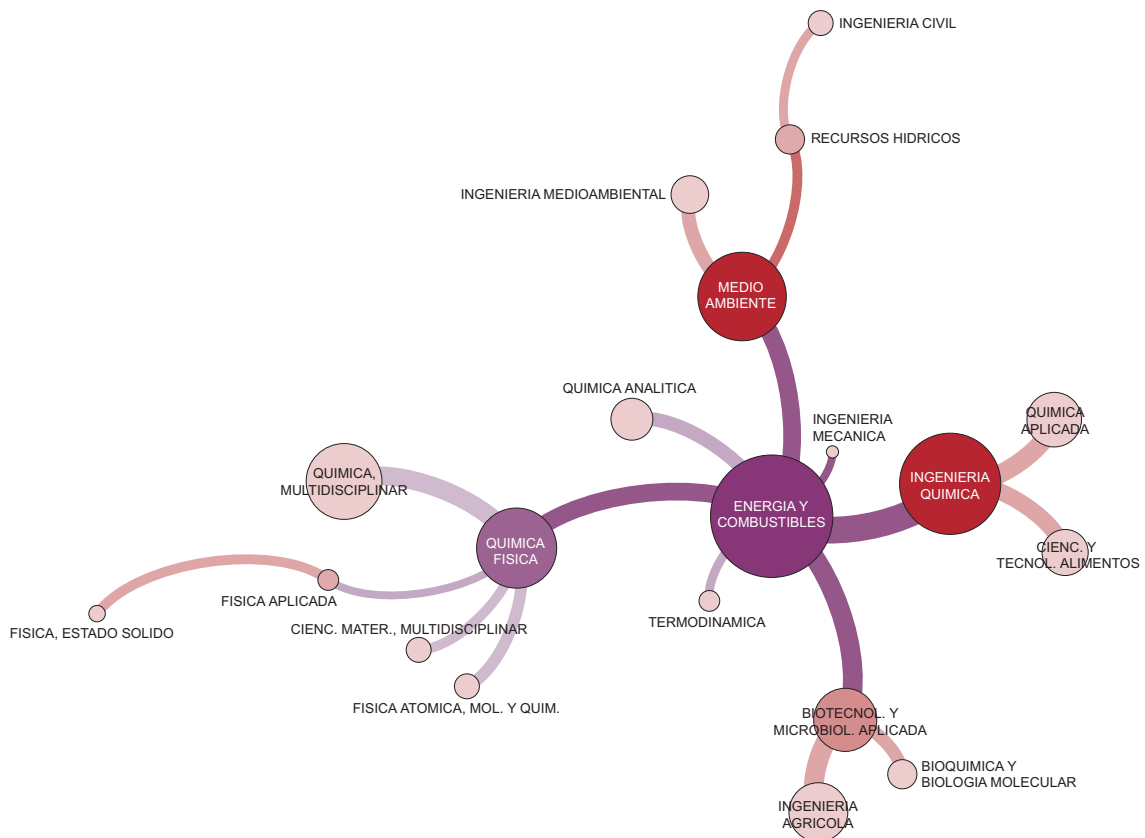 INGENIERIA CIVIL
RECURSOS HIDRICOS
INGENIERIA MEDIOAMBIENTAL
MEDIO
AMBIENTE
QUIMICA ANALITICA
INGENIERIA
MECANICA
QUIMICA
APLICADA
QUIMICA,
MULTIDISCIPLINAR
INGENIERIA
QUIMICA
ENERGIA Y
COMBUSTIBLES
QUIMICA
FISICA
CIENC. Y
TECNOL. ALIMENTOS
FISICA APLICADA
FISICA, ESTADO SOLIDO
CIENC. MATER., MULTIDISCIPLINAR
TERMODINAMICA
FISICA ATOMICA, MOL. Y QUIM.
BIOTECNOL. Y
MICROBIOL. APLICADA
BIOQUIMICA Y
BIOLOGIA MOLECULAR
INGENIERIA
AGRICOLA